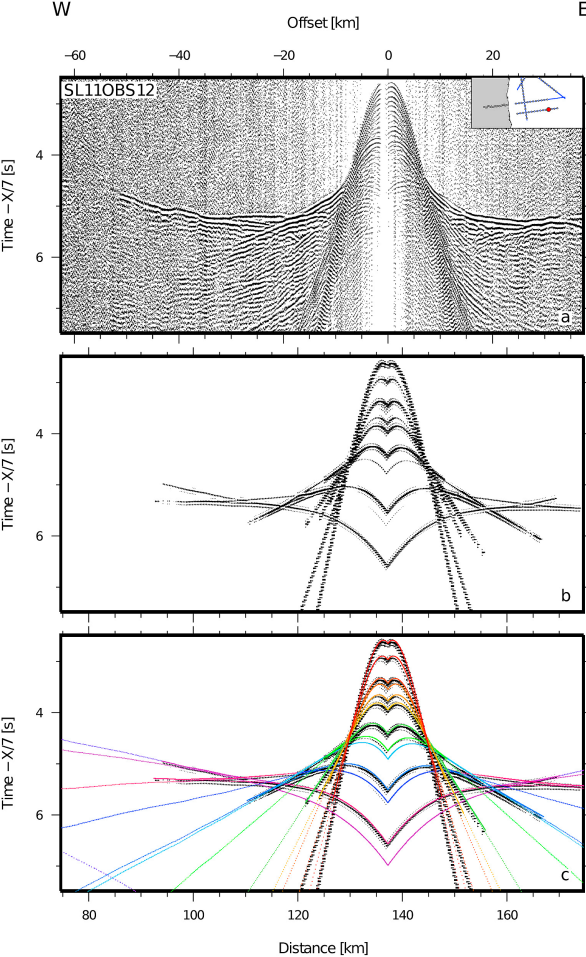 W E
Offset [km]
−60 −40 −20 0 20
SL11OBS12
4
6
Time − X/7 [s]
a
4
6
Time − X/7 [s]
b
4
6
Time − X/7 [s]
c
80 100 120 140 160
Distance [km]